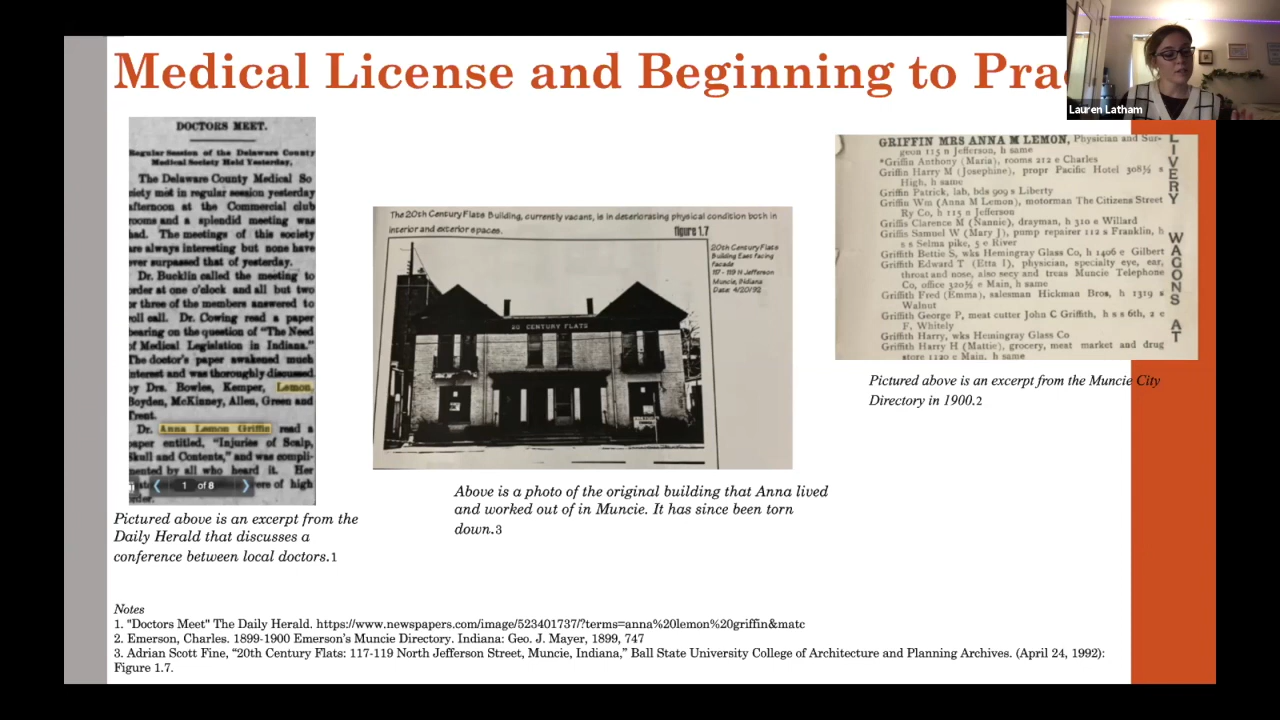 Medical License and Beginning to Prac
Lauren Latham
DOCTORS MEET.
Regular Session of the Delaware County
Medical Society Held Yesterday,
The Delaware County Medical So
iety met in regular session yesterday
afternoon at the Commercial club
rooms and a splendid meeting was
had. The meetings of this society
are always interesting but none have
ever surpassed that of yesterday.
Dr. Bucklin called the meeting to
order at one o'clock and all but two
or three of the members answered to
roll call. Dr. Cowing read a paper
bearing on the question of "The Need
of Medical Legislation in Indiana."
The doctor's paper awakened much
interest and was thoroughly discussed
by Drs. Bowles, Kemper, Lemon,
Boyden, McKinney, Allen, Green and
Trent.
Dr. Anna Lemon Griffin read a
paper entitled, "Injuries of Scalp,
Skull and Contents," and was compli-
mented by all who heard it. Her
were of high
order.
1 of 8
Pictured above is an excerpt from the
Daily Herald that discusses a
conference between local doctors.1
The 20th Century Flats Building, currently vacant, is in deteriorating physical condition both in
interior and exterior spaces.
figure 1.7
20th Century Flats
Building East facing
Facade
117 - 119 N Jefferson
Muncie, Indiana
Date: 4/20/92
20 CENTURY FLATS
Above is a photo of the original building that Anna lived
and worked out of in Muncie. It has since been torn
down.3
GRIFFIN MRS ANNA M LEMON, Physician and Sur-
geon 115 n Jefferson, h same
*Griffin Anthony (Maria), rooms 212 e Charles
Griffin Harry M (Josephine), propr Pacific Hotel 308½ s
High, h same
Griffin Patrick, lab, bds 909 s Liberty
Griffin Wm (Anna M Lemon), motorman The Citizens Street
Ry Co, h 115 n Jefferson
Griffis Clarence M (Nannie), drayman, h 310 e Willard
Griffis Samuel W (Mary J), pump repairer 112 s Franklin, h
s s Selma pike, 5 e River
Griffith Bettie S, wks Hemingray Glass Co, h 1406 e Gilbert
Griffith Edward T (Etta I), physician, specialty eye, ear,
throat and nose, also secy and treas Muncie Telephone
Co, office 320½ e Main, h same
Griffith Fred (Emma), salesman Hickman Bros, h 1319 s
Walnut
Griffith George P, meat cutter John C Griffith, h s s 6th, 2 e
F, Whitely
Griffith Harry, wks Hemingray Glass Co
Griffith Harry H (Mattie), grocery, meat market and drug
store 1120 e Main, h same
LIVERY WAGONS AT
Pictured above is an excerpt from the Muncie City
Directory in 1900.2
Notes
1. "Doctors Meet" The Daily Herald. https://www.newspapers.com/image/523401737/?terms=anna%20lemon%20griffin&matc
2. Emerson, Charles. 1899-1900 Emerson's Muncie Directory. Indiana: Geo. J. Mayer, 1899, 747
3. Adrian Scott Fine, "20th Century Flats: 117-119 North Jefferson Street, Muncie, Indiana," Ball State University College of Architecture and Planning Archives. (April 24, 1992):
Figure 1.7.